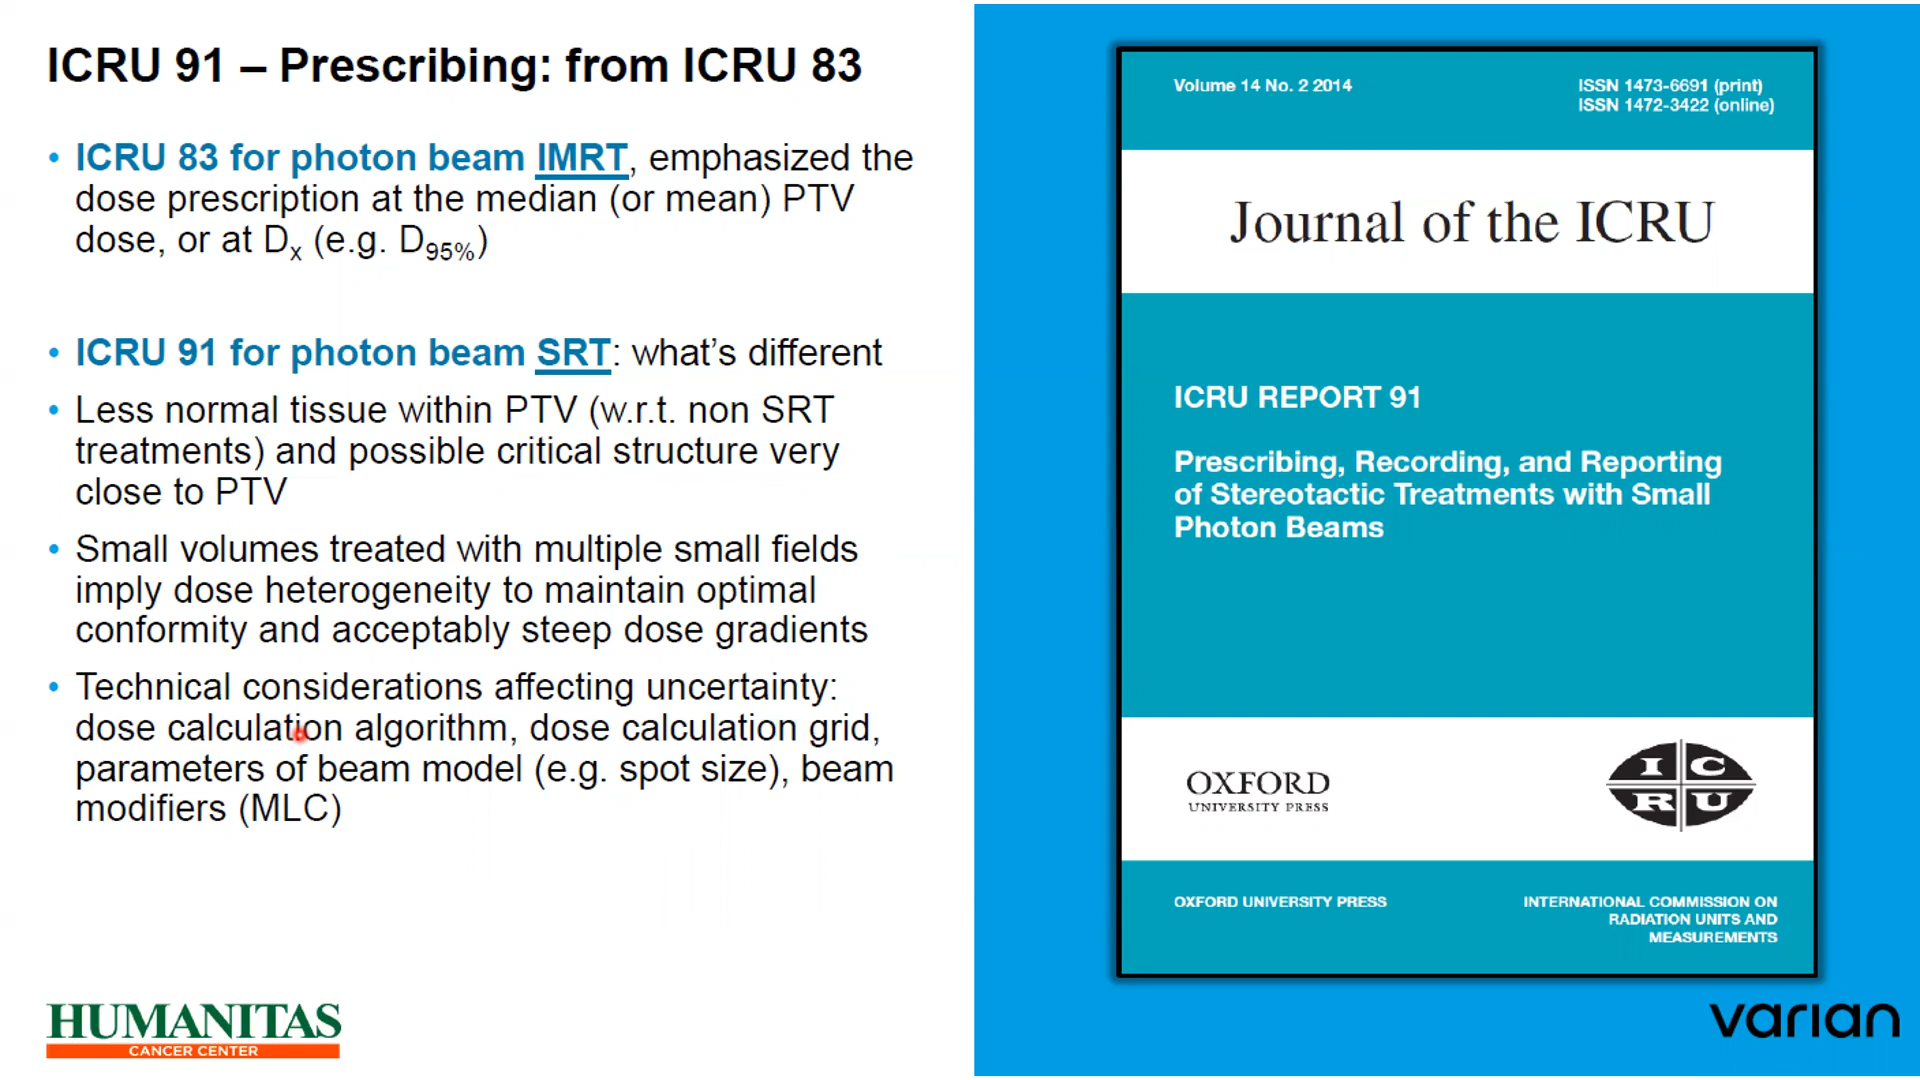 ICRU 91 – Prescribing: from ICRU 83
• ICRU 83 for photon beam IMRT, emphasized the
dose prescription at the median (or mean) PTV
dose, or at Dx (e.g. D95%)
• ICRU 91 for photon beam SRT: what's different
• Less normal tissue within PTV (w.r.t. non SRT
treatments) and possible critical structure very
close to PTV
• Small volumes treated with multiple small fields
imply dose heterogeneity to maintain optimal
conformity and acceptably steep dose gradients
• Technical considerations affecting uncertainty:
dose calculation algorithm, dose calculation grid,
parameters of beam model (e.g. spot size), beam
modifiers (MLC)
HUMANITAS
CANCER CENTER
Volume 14 No. 2 2014
ISSN 1473-6691 (print)
ISSN 1472-3422 (online)
Journal of the ICRU
ICRU REPORT 91
Prescribing, Recording, and Reporting
of Stereotactic Treatments with Small
Photon Beams
OXFORD
UNIVERSITY PRESS
I C
R U
OXFORD UNIVERSITY PRESS
INTERNATIONAL COMMISSION ON
RADIATION UNITS AND
MEASUREMENTS
varian